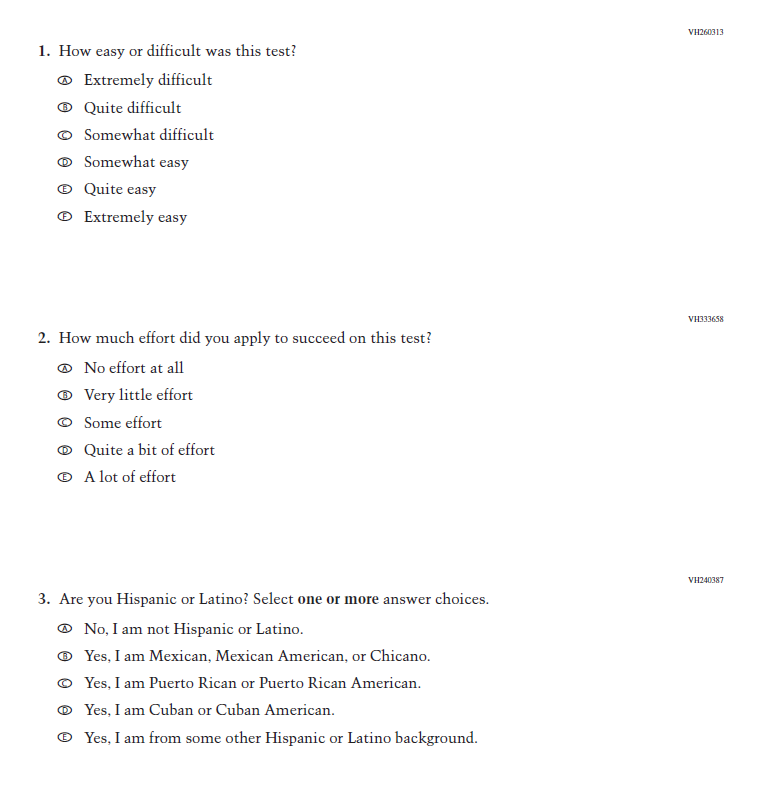 VH260313
1. How easy or difficult was this test?
A Extremely difficult
B Quite difficult
C Somewhat difficult
D Somewhat easy
E Quite easy
F Extremely easy
VH333658
2. How much effort did you apply to succeed on this test?
A No effort at all
B Very little effort
C Some effort
D Quite a bit of effort
E A lot of effort
VH240387
3. Are you Hispanic or Latino? Select one or more answer choices.
A No, I am not Hispanic or Latino.
B Yes, I am Mexican, Mexican American, or Chicano.
C Yes, I am Puerto Rican or Puerto Rican American.
D Yes, I am Cuban or Cuban American.
E Yes, I am from some other Hispanic or Latino background.